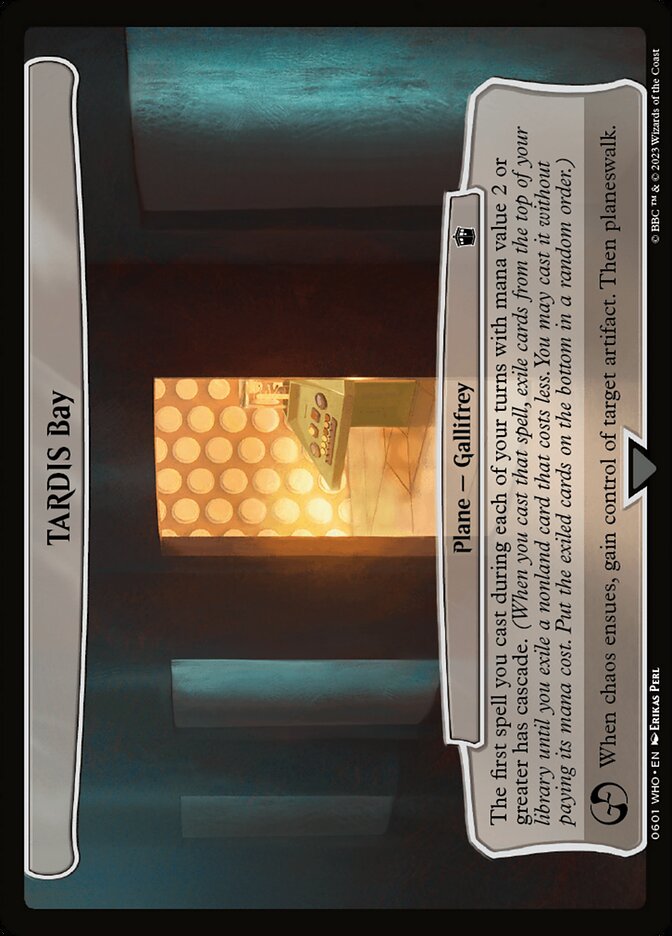 TARDIS Bay
Plane — Gallifrey
The first spell you cast during each of your turns with mana value 2 or
greater has cascade. (When you cast that spell, exile cards from the top of your
library until you exile a nonland card that costs less. You may cast it without
paying its mana cost. Put the exiled cards on the bottom in a random order.)
When chaos ensues, gain control of target artifact. Then planeswalk.
0601 WHO • EN Erikas Perl
© BBC ™ & © 2023 Wizards of the Coast